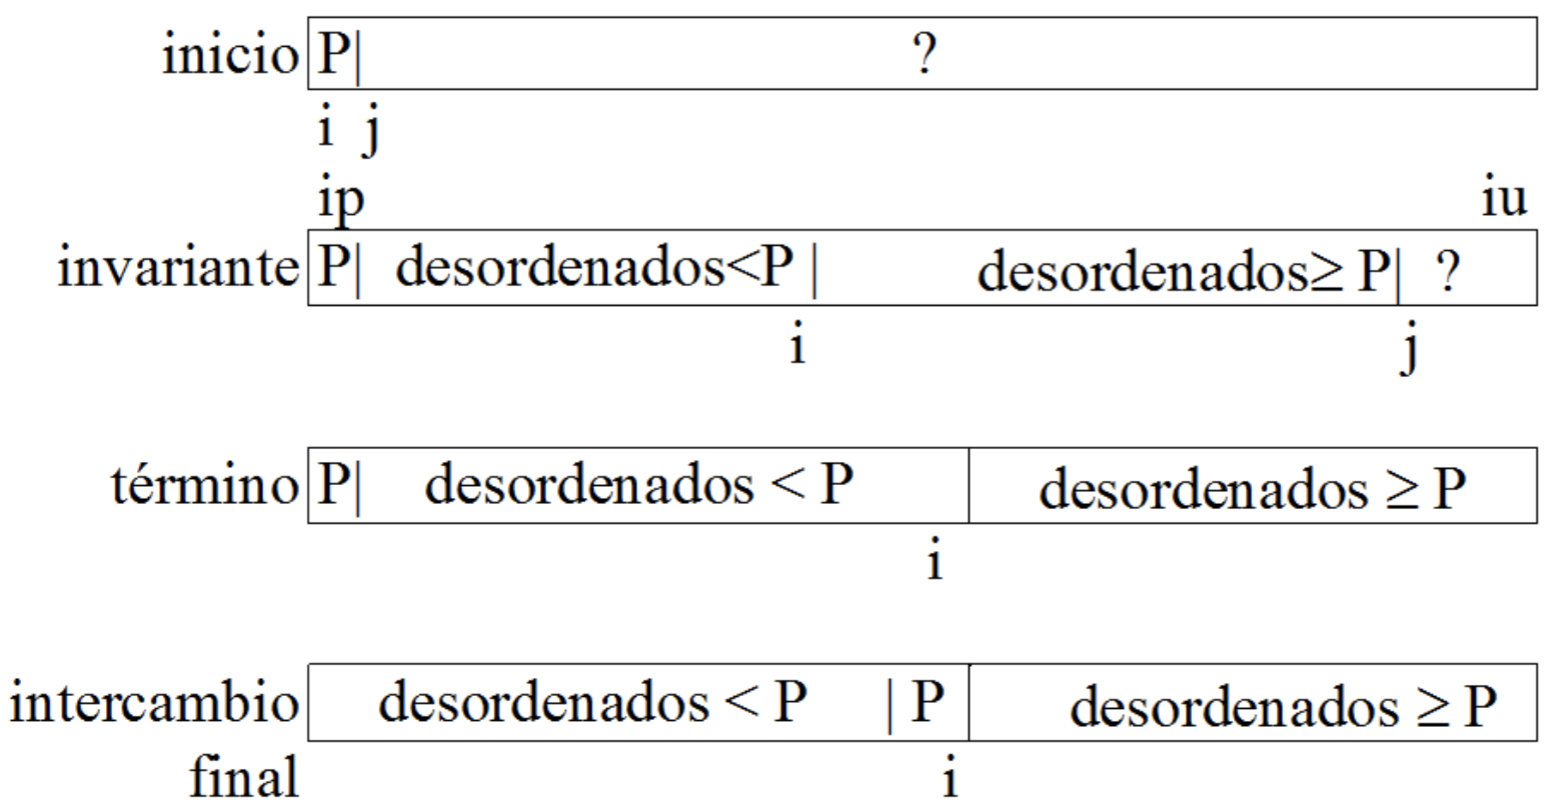 inicio P| ?
i j
ip iu
invariante P| desordenados<P | desordenados≥ P| ?
i j
término P| desordenados < P desordenados ≥ P
i
intercambio desordenados < P | P desordenados ≥ P
final i